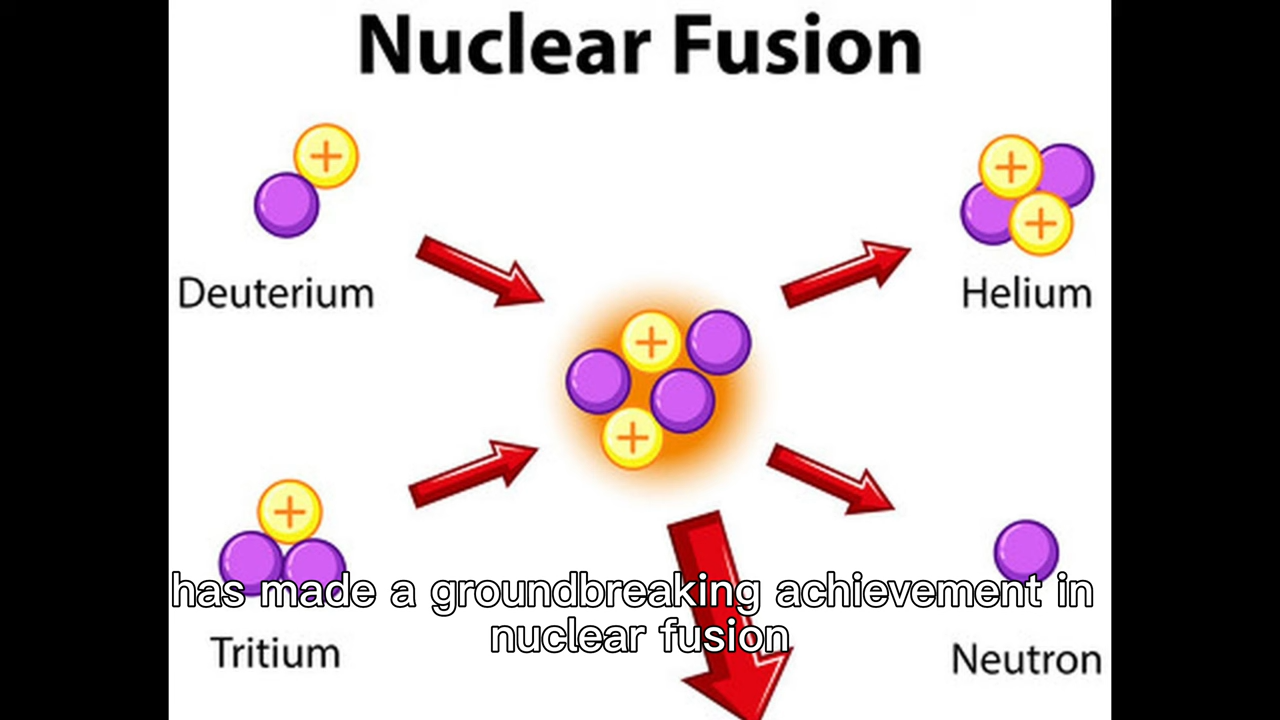 Nuclear Fusion
Deuterium
Helium
has made a groundbreaking achievement in
nuclear fusion
Tritium
Neutron